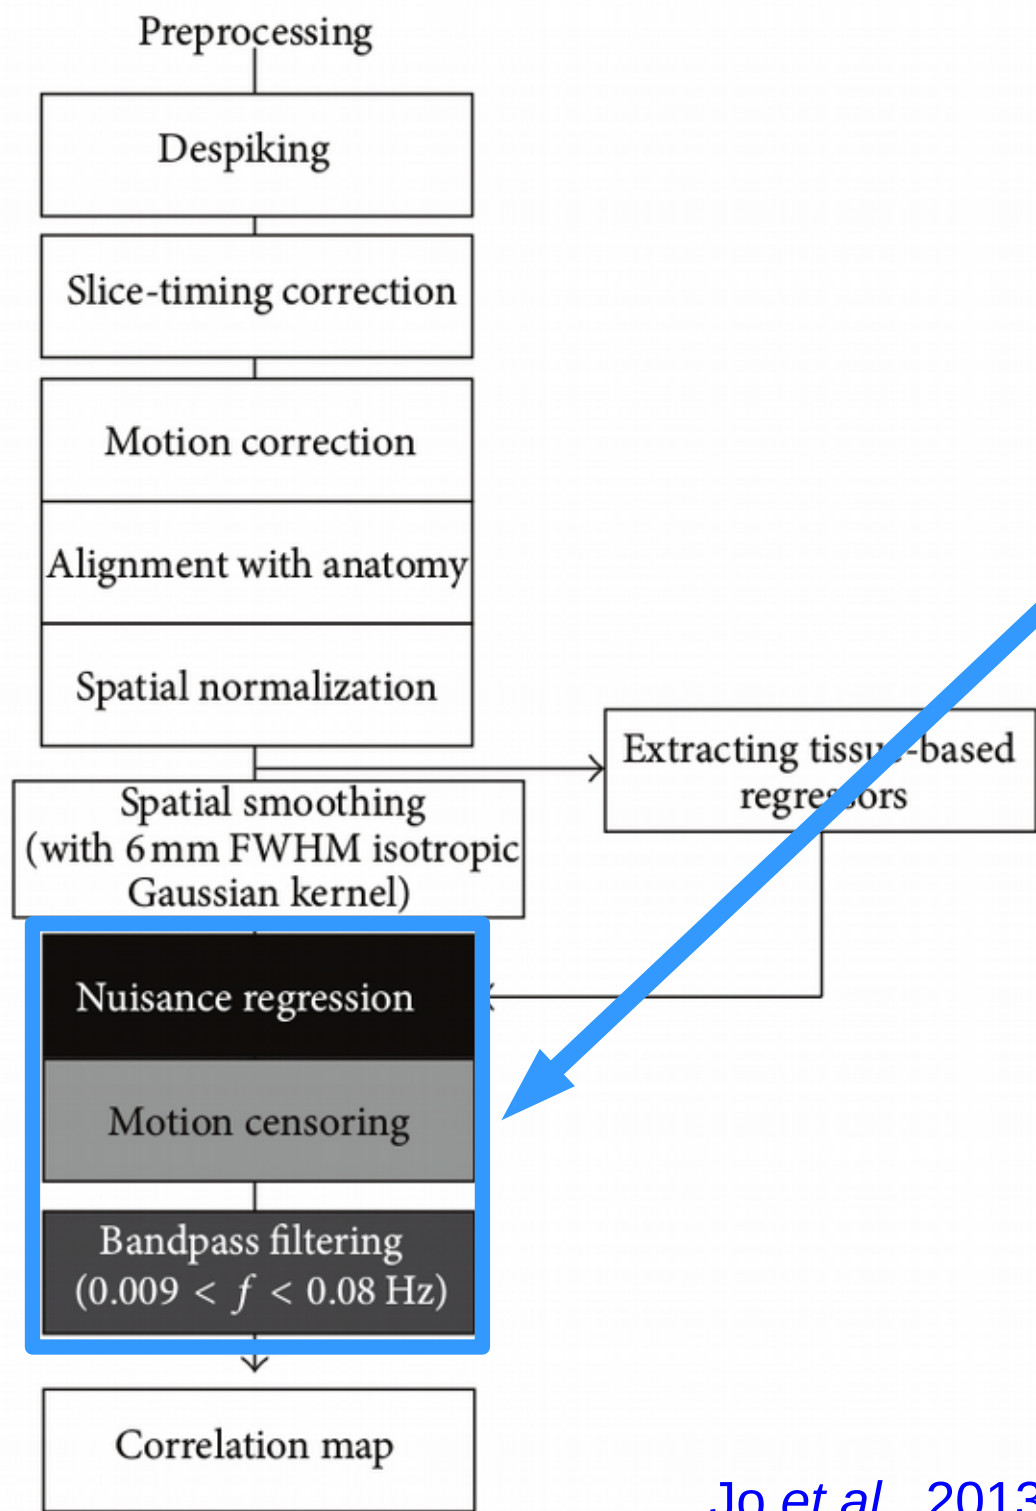 Preprocessing
Despiking
Slice-timing correction
Motion correction
Alignment with anatomy
Spatial normalization
Extracting tissue-based
regressors
Spatial smoothing
(with 6 mm FWHM isotropic
Gaussian kernel)
Nuisance regression
Motion censoring
Bandpass filtering
(0.009 < f < 0.08 Hz)
Correlation map
Jo et al., 2013